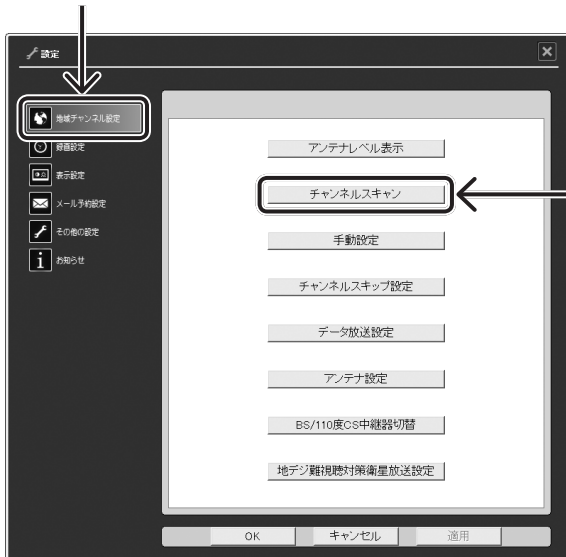 設定
地域チャンネル設定
録画設定
表示設定
メール予約設定
その他の設定
お知らせ
アンテナレベル表示
チャンネルスキャン
手動設定
チャンネルスキップ設定
データ放送設定
アンテナ設定
BS/110度CS中継器切替
地デジ難視聴対策衛星放送設定
OK
キャンセル
適用